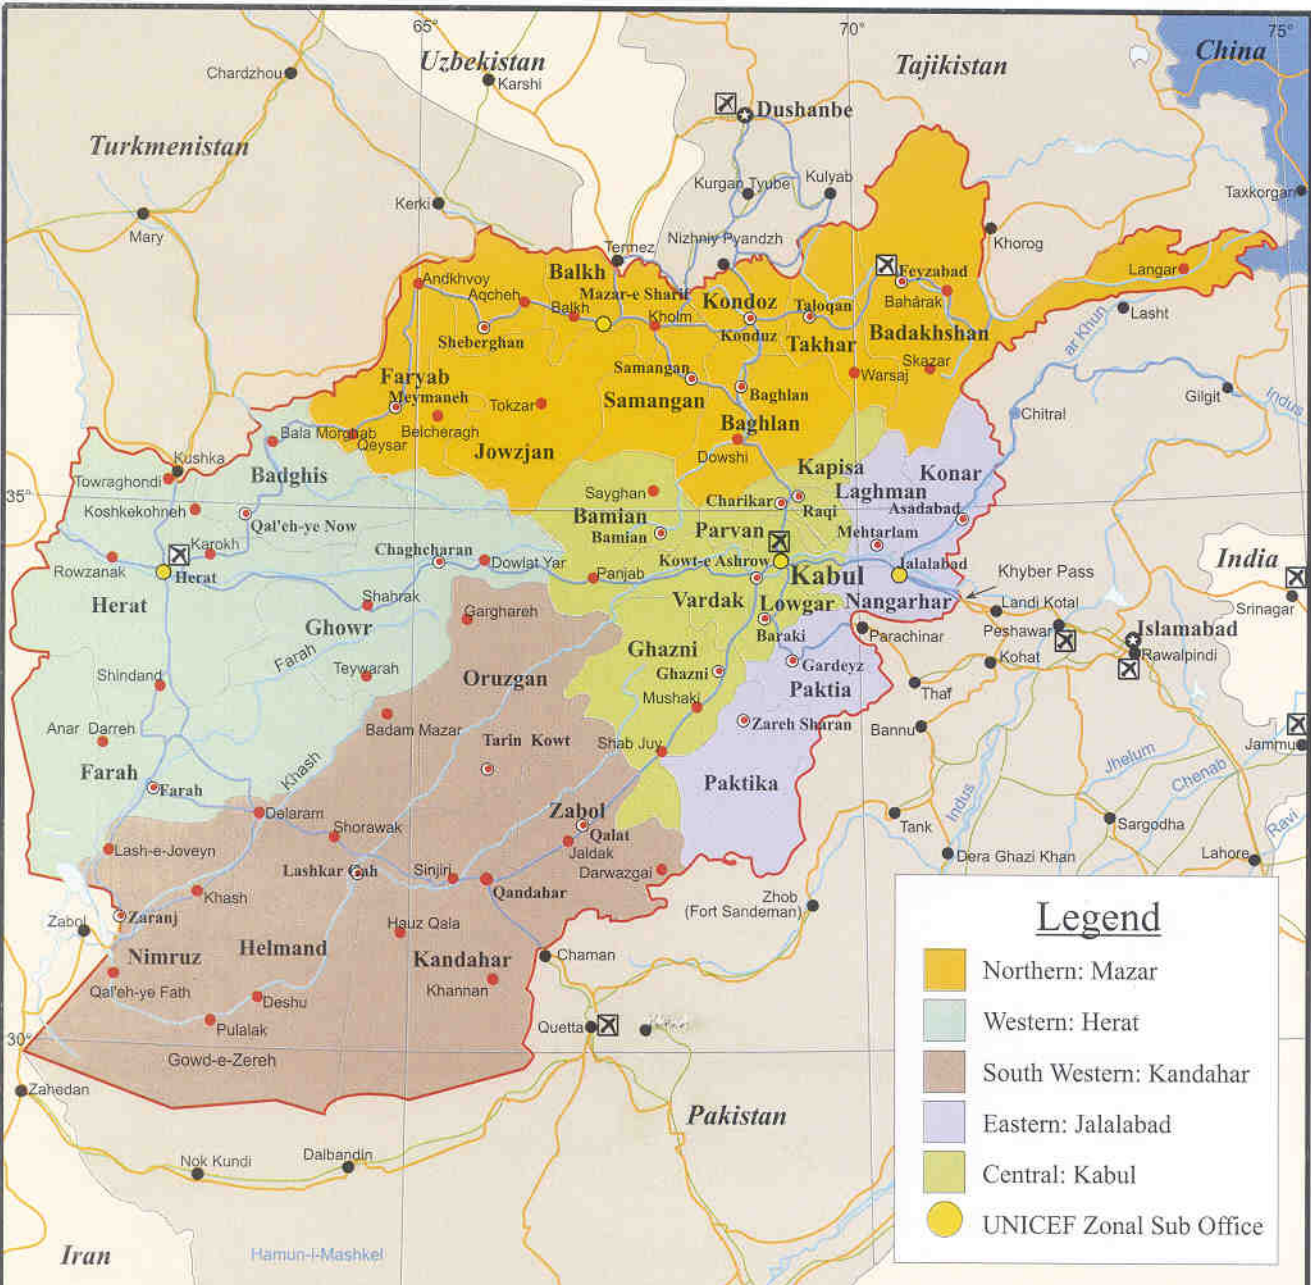 65°
70°
75°
Uzbekistan
Tajikistan
China
Chardzhou
Karshi
Dushanbe
Turkmenistan
Kurgan Tyube
Kulyab
Taxkorgan
Kerki
Mary
Termez
Nizhniy Pyandzh
Khorog
Balkh
Andkhvoy
Feyzabad
Langar
Aqcheh
Mazar-e Sharif
Kondoz
Taloqan
Bahárak
Balkh
Kholm
Lasht
Sheberghan
Konduz
Takhar
Badakhshan
ar Khun
Samangan
Skazar
Warsaj
Faryab
Meymaneh
Baghlan
Gilgit
Indus
Tokzar
Samangan
Chitral
Bala Morghab
Belcheragh
Baghlan
Qeysar
Jowzjan
Dowshi
Kushka
Kapisa
Konar
Towraghondi
Badghis
35°
Sayghan
Laghman
Charikar
Raqi
Asadabad
Koshkekohneh
Qal'eh-ye Now
Bamian
Parvan
Mehtarlam
Bamian
Karokh
Chaghcharan
India
Rowzanak
Dowlat Yar
Kowt-e Ashrow
Jalalabad
Herat
Panjab
Kabul
Khyber Pass
Herat
Shahrak
Vardak
Lowgar
Nangarhar
Landi Kotal
Srinagar
Garghareh
Ghowr
Baraki
Parachinar
Peshawar
Islamabad
Farah
Ghazni
Rawalpindi
Kohat
Shindand
Teywarah
Oruzgan
Ghazni
Gardeyz
Paktia
Thaf
Mushaki
Anar Darreh
Badam Mazar
Zareh Sharan
Bannu
Tarin Kowt
Shab Juy
Jammu
Jhelum
Farah
Khash
Paktika
Chenab
Farah
Indus
Delaram
Zabol
Tank
Sargodha
Ravi
Shorawak
Qalat
Lash-e-Joveyn
Jaldak
Dera Ghazi Khan
Lahore
Lashkar Gah
Sinjiri
Darwazgai
Khash
Qandahar
Zhob
(Fort Sandeman)
Zabol
Zaranj
Hauz Qala
Nimruz
Helmand
Kandahar
Chaman
Qal'eh-ye Fath
Deshu
Khannan
Pulalak
Quetta
30°
Gowd-e-Zereh
Zahedan
Pakistan
Nok Kundi
Dalbandin
Iran
Hamun-i-Mashkel
Legend
Northern: Mazar
Western: Herat
South Western: Kandahar
Eastern: Jalalabad
Central: Kabul
UNICEF Zonal Sub Office